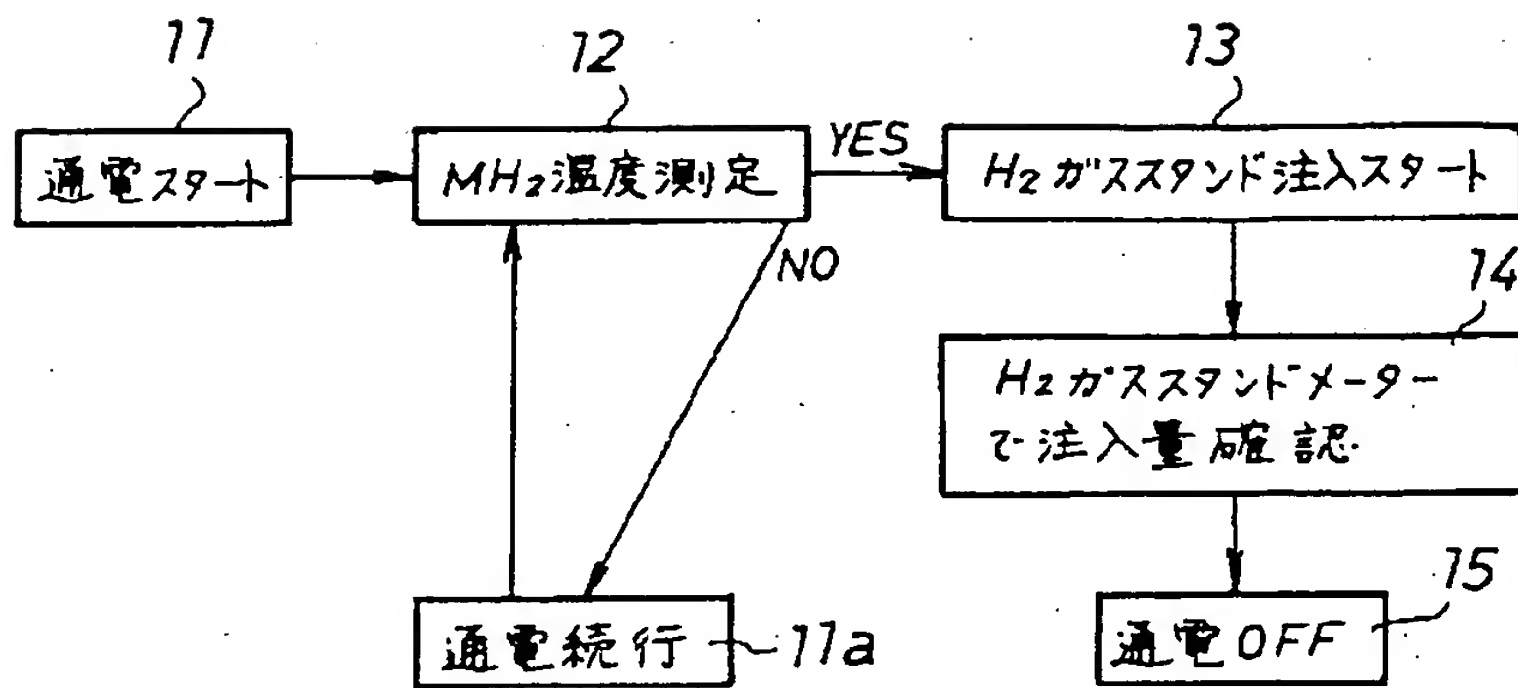 11
12
13
通電スタート
MH₂温度測定
YES
H₂ガススタンド注入スタート
NO
14
H₂ガススタンドメーター
で注入量確認
15
通電続行
11a
通電OFF